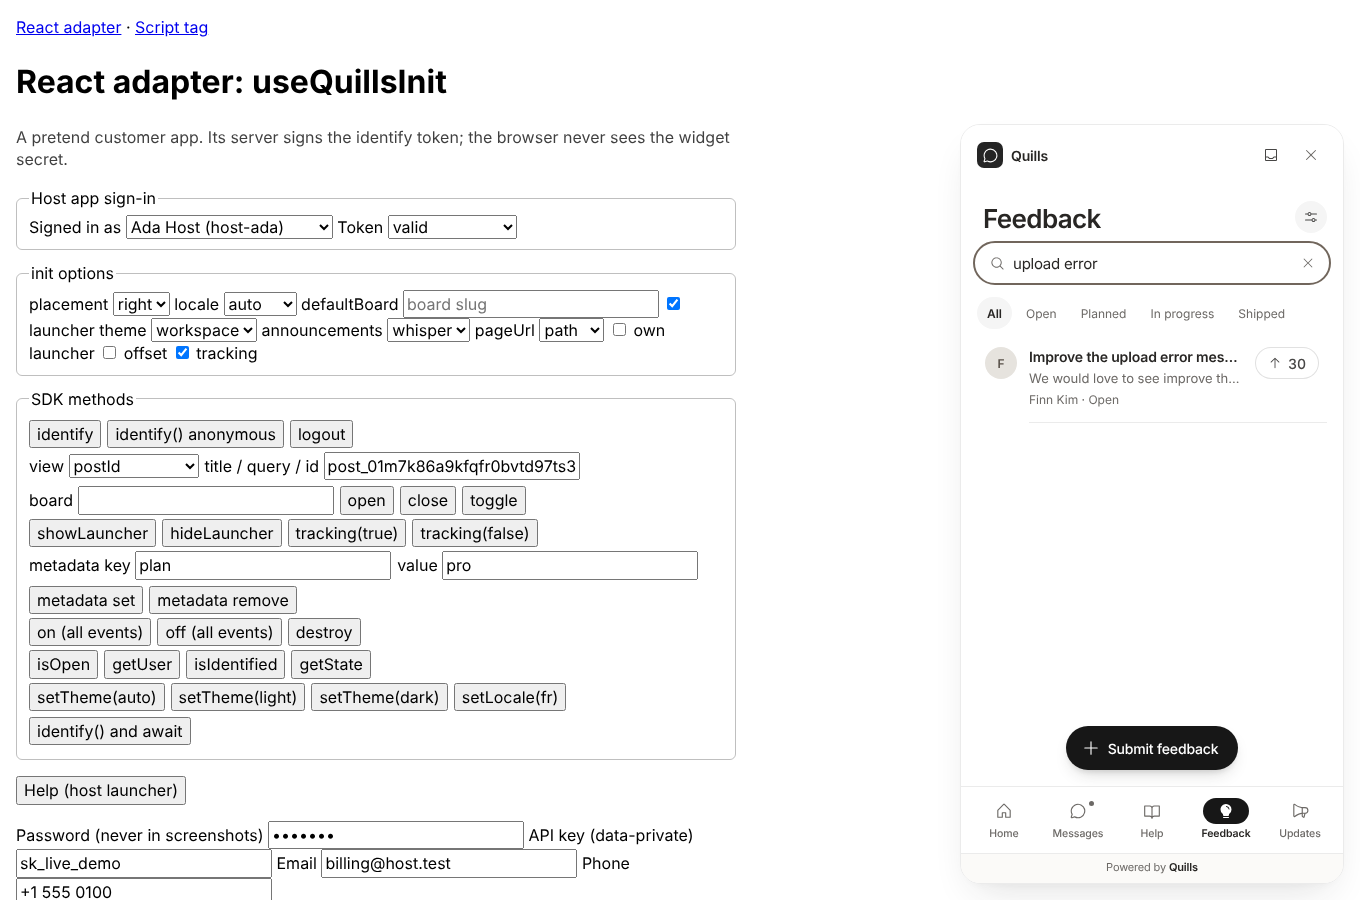 React adapter · Script tag
React adapter: useQuillsInit
A pretend customer app. Its server signs the identify token; the browser never sees the widget
secret.
Host app sign-in
Signed in as Ada Host (host-ada) Token valid
init options
placement right locale auto defaultBoard board slug
launcher theme workspace announcements whisper pageUrl path own
launcher offset tracking
SDK methods
identify identify() anonymous logout
view postId title / query / id post_01m7k86a9kfqfr0bvtd97ts3
board open close toggle
showLauncher hideLauncher tracking(true) tracking(false)
metadata key plan value pro
metadata set metadata remove
on (all events) off (all events) destroy
isOpen getUser isIdentified getState
setTheme(auto) setTheme(light) setTheme(dark) setLocale(fr)
identify() and await
Help (host launcher)
Password (never in screenshots) ••••••• API key (data-private)
sk_live_demo Email billing@host.test Phone
+1 555 0100
Quills
Feedback
upload error
All Open Planned In progress Shipped
F
Improve the upload error mes...
We would love to see improve th...
Finn Kim · Open
30
Submit feedback
Home Messages Help Feedback Updates
Powered by Quills